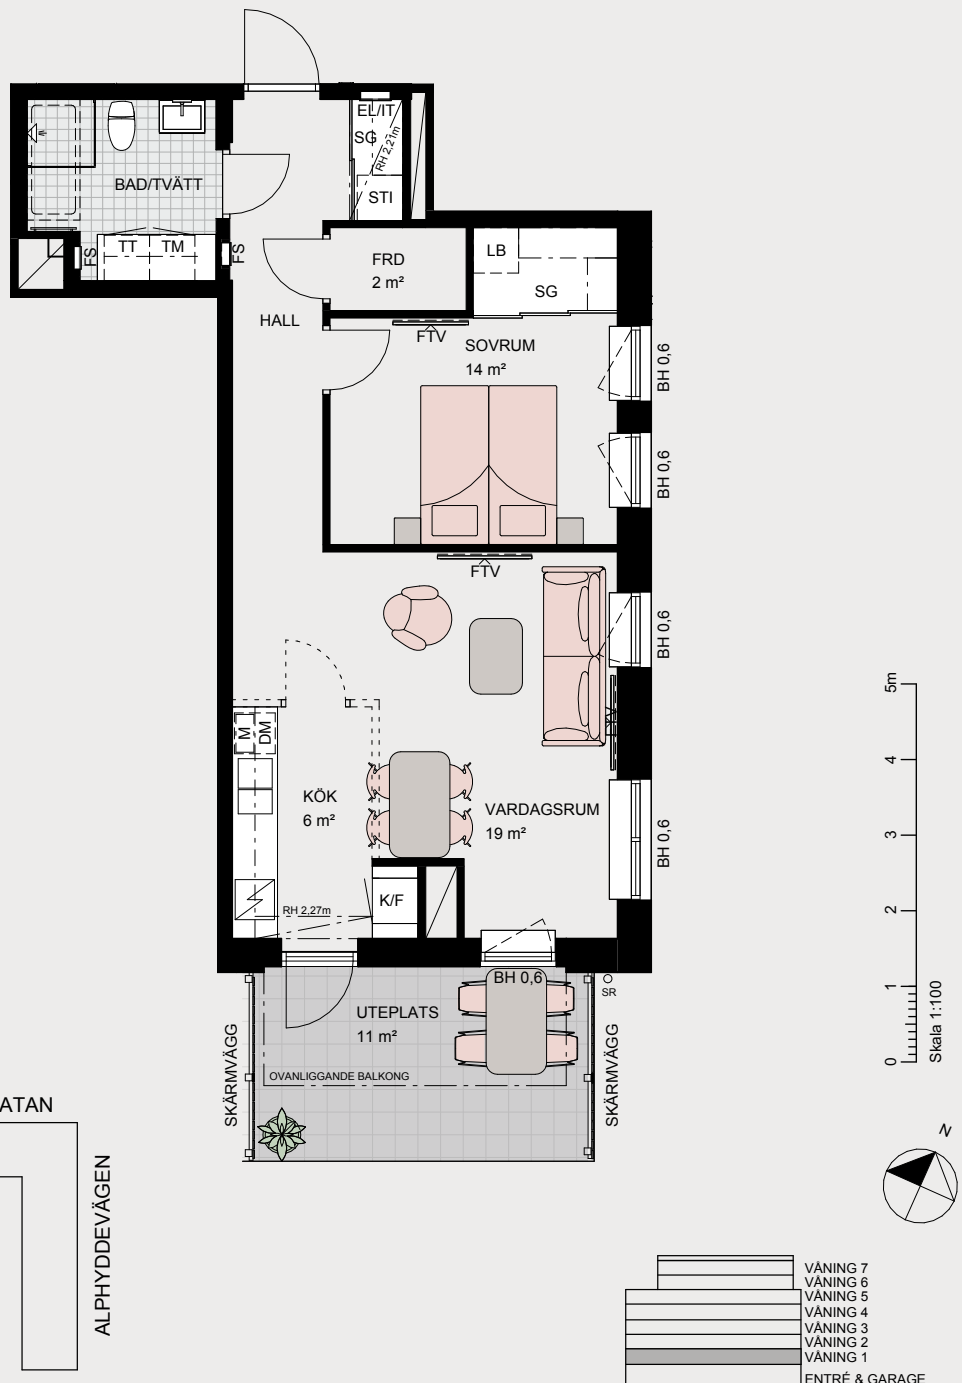 EL/IT
SG
RH 2,21m
STI
BAD/TVÄTT
TT
TM
FS
FS
FRD
2 m²
LB
SG
HALL
FTV
SOVRUM
14 m²
BH 0,6
BH 0,6
FTV
BH 0,6
M
DM
KÖK
6 m²
VARDAGSRUM
19 m²
BH 0,6
K/F
RH 2,27m
BH 0,6
UTEPLATS
11 m²
SR
OVANLIGGANDE BALKONG
SKÄRMVÄGG
SKÄRMVÄGG
5m
4
3
2
1
0
Skala 1:100
N
ATAN
ALPHYDDEVÄGEN
VÅNING 7
VÅNING 6
VÅNING 5
VÅNING 4
VÅNING 3
VÅNING 2
VÅNING 1
ENTRÉ & GARAGE